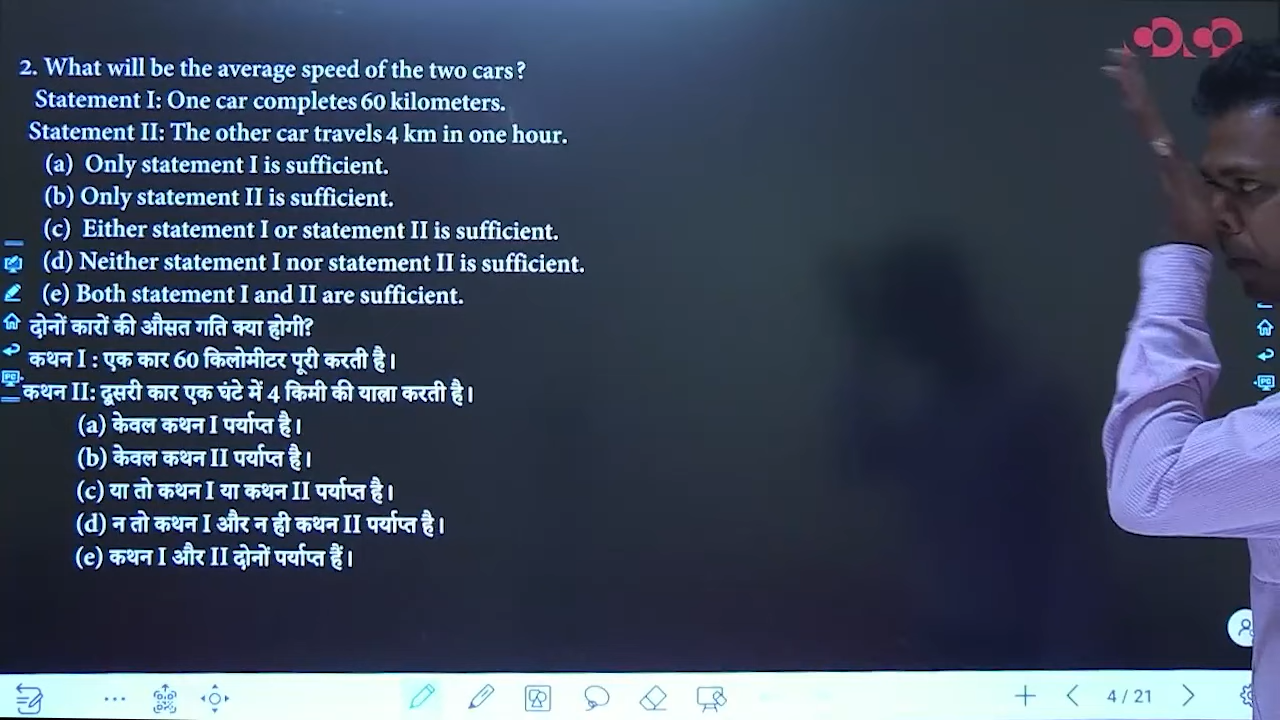 2. What will be the average speed of the two cars?
Statement I: One car completes 60 kilometers.
Statement II: The other car travels 4 km in one hour.
(a) Only statement I is sufficient.
(b) Only statement II is sufficient.
(c) Either statement I or statement II is sufficient.
(d) Neither statement I nor statement II is sufficient.
(e) Both statement I and II are sufficient.
दोनों कारों की औसत गति क्या होगी?
कथन I : एक कार 60 किलोमीटर पूरी करती है।
कथन II: दूसरी कार एक घंटे में 4 किमी की यात्रा करती है।
(a) केवल कथन I पर्याप्त है।
(b) केवल कथन II पर्याप्त है।
(c) या तो कथन I या कथन II पर्याप्त है।
(d) न तो कथन I और न ही कथन II पर्याप्त है।
(e) कथन I और II दोनों पर्याप्त हैं।
4 / 21